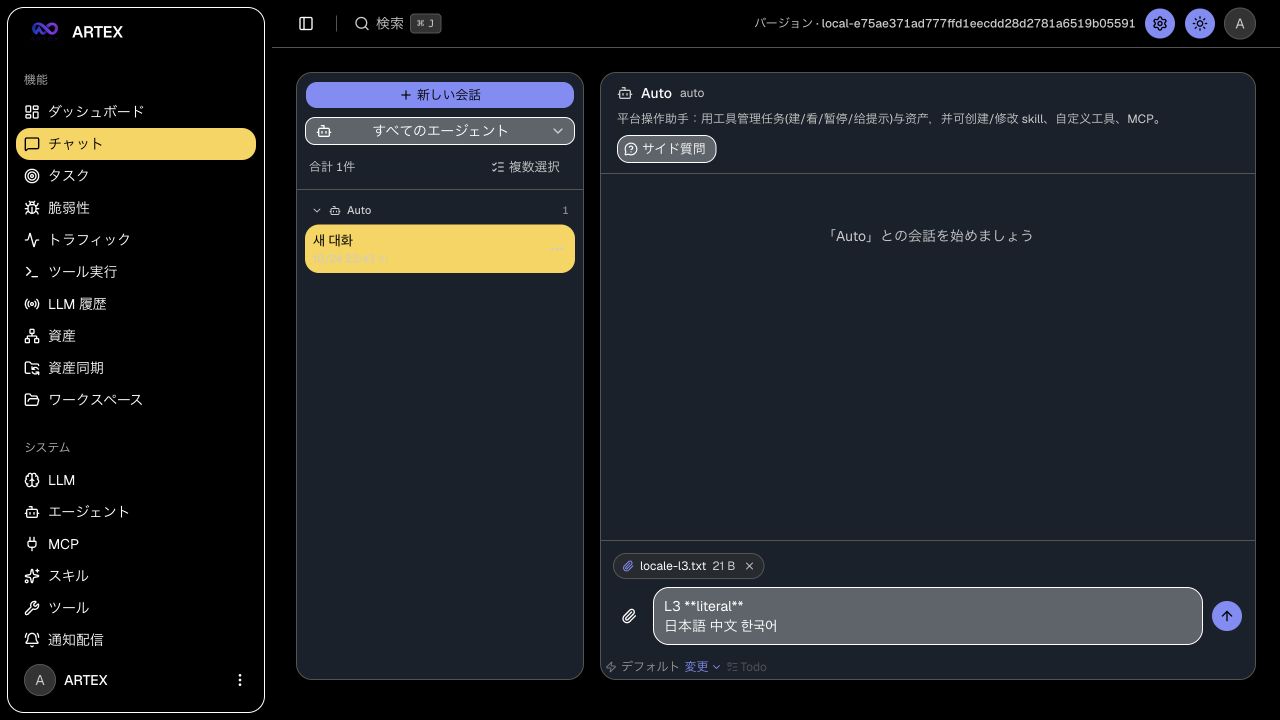 ARTEX
機能
ダッシュボード
チャット
タスク
脆弱性
トラフィック
ツール実行
LLM 履歴
資産
資産同期
ワークスペース
システム
LLM
エージェント
MCP
スキル
ツール
通知配信
A
ARTEX
検索
⌘ J
バージョン · local-e75ae371ad777ffd1eecdd28d2781a6519b05591
A
新しい会話
すべてのエージェント
合計 1件
複数選択
Auto
1
새 대화
Auto auto
平台操作助手：用工具管理任务(建/看/暂停/给提示)与资产，并可创建/修改 skill、自定义工具、MCP。
サイド質問
「Auto」との会話を始めましょう
locale-l3.txt 21 B
L3 **literal**
日本語 中文 한국어
デフォルト 変更 Todo